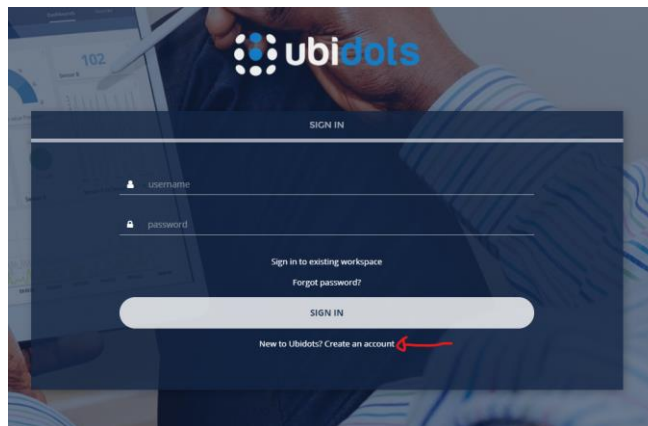 102
ubidots
SIGN IN
username
password
Sign in to existing workspace
Forgot password?
SIGN IN
New to Ubidots? Create an account